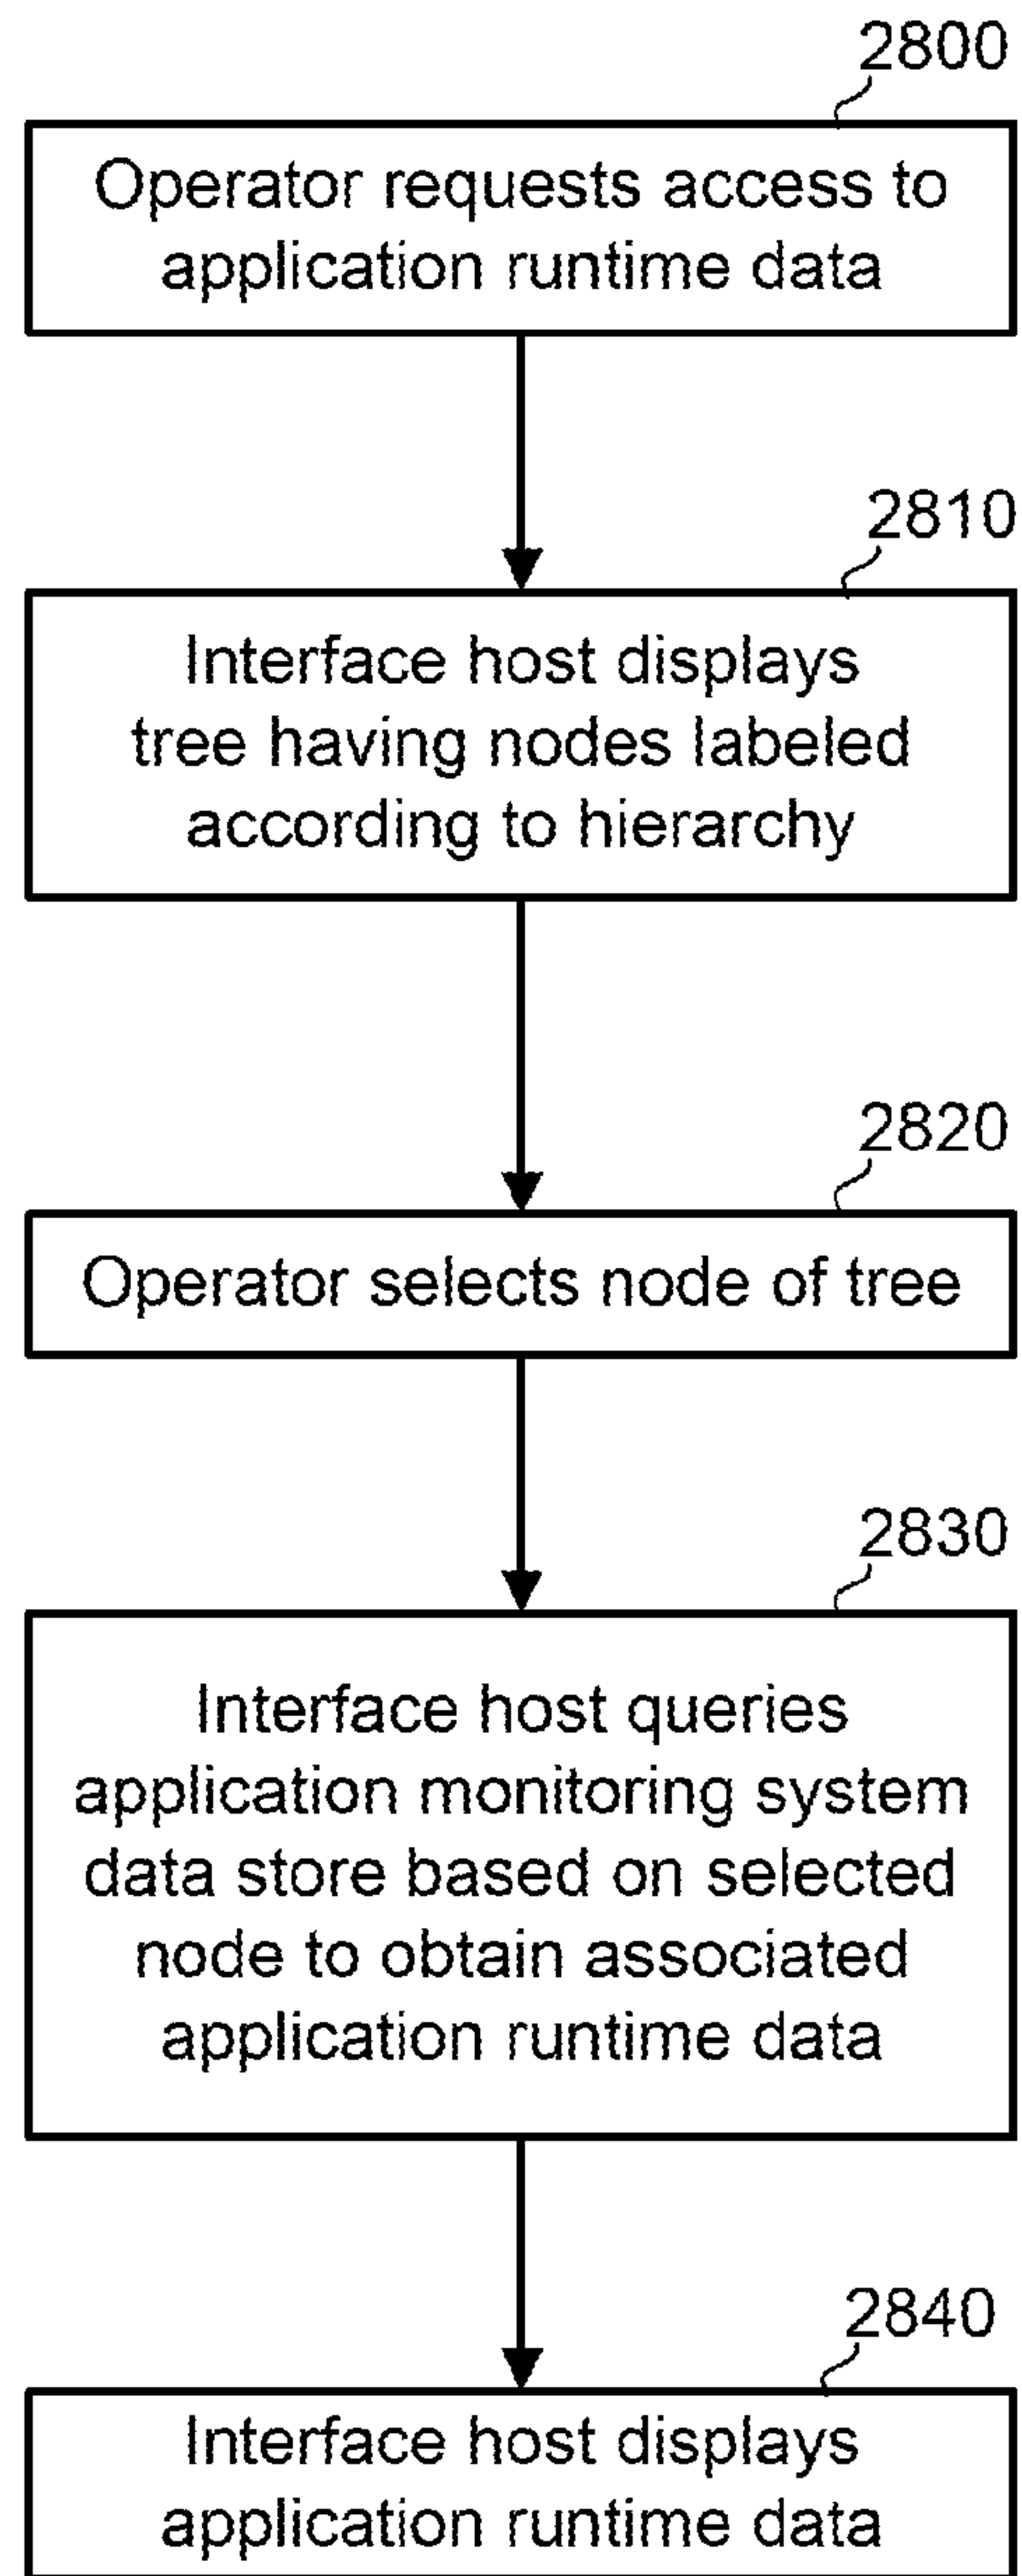 2800
Operator requests access to
application runtime data
2810
Interface host displays
tree having nodes labeled
according to hierarchy
2820
Operator selects node of tree
2830
Interface host queries
application monitoring system
data store based on selected
node to obtain associated
application runtime data
2840
Interface host displays
application runtime data